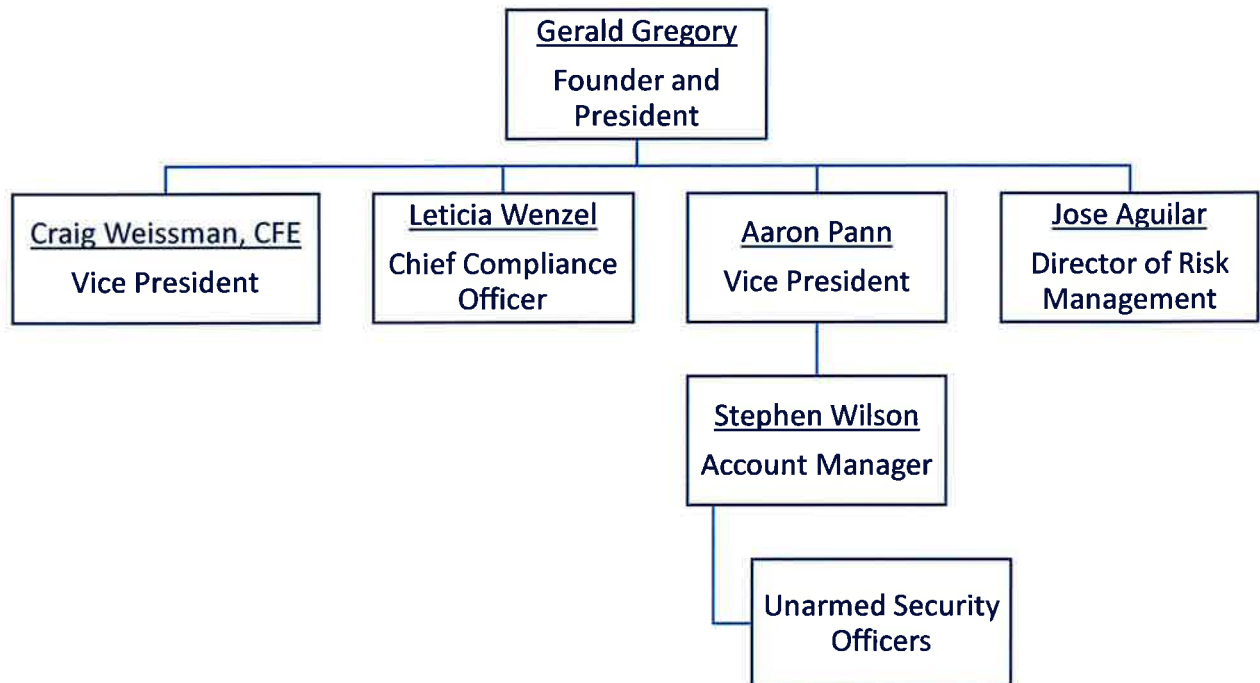 Gerald Gregory
Founder and
President
Craig Weissman, CFE
Vice President
Leticia Wenzel
Chief Compliance
Officer
Aaron Pann
Vice President
Jose Aguilar
Director of Risk
Management
Stephen Wilson
Account Manager
Unarmed Security
Officers